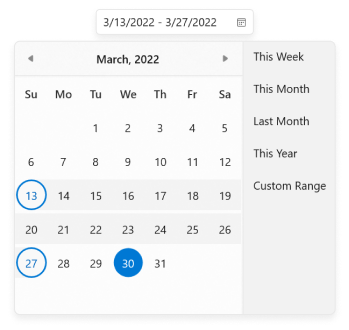 3/13/2022 - 3/27/2022
March, 2022
Su Mo Tu We Th Fr Sa
1 2 3 4 5
6 7 8 9 10 11 12
13 14 15 16 17 18 19
20 21 22 23 24 25 26
27 28 29 30 31
This Week
This Month
Last Month
This Year
Custom Range